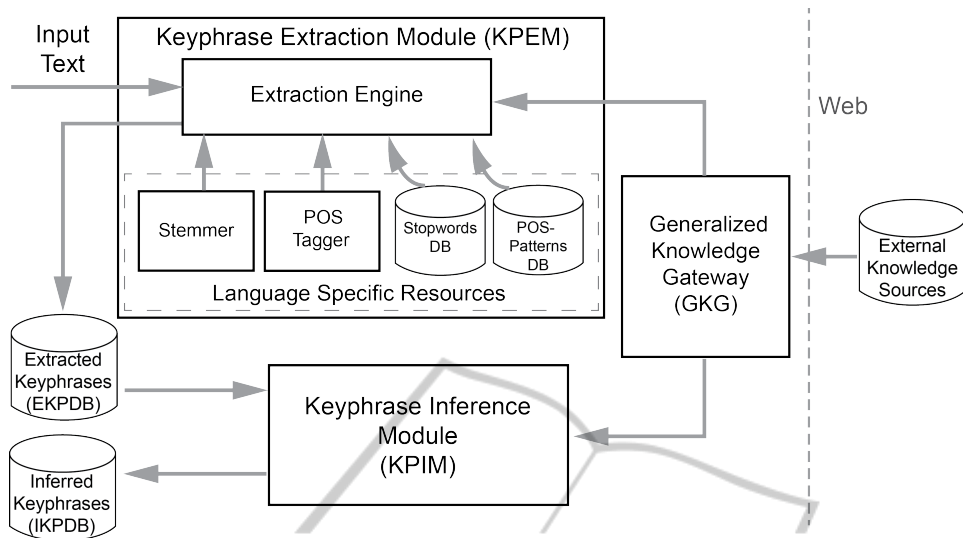 Input
Text
Keyphrase Extraction Module (KPEM)
Extraction Engine
Web
Stemmer
POS
Tagger
Stopwords
DB
POS-
Patterns
DB
Language Specific Resources
Generalized
Knowledge
Gateway
(GKG)
External
Knowledge
Sources
Extracted
Keyphrases
(EKPDB)
Keyphrase Inference
Module
(KPIM)
Inferred
Keyphrases
(IKPDB)